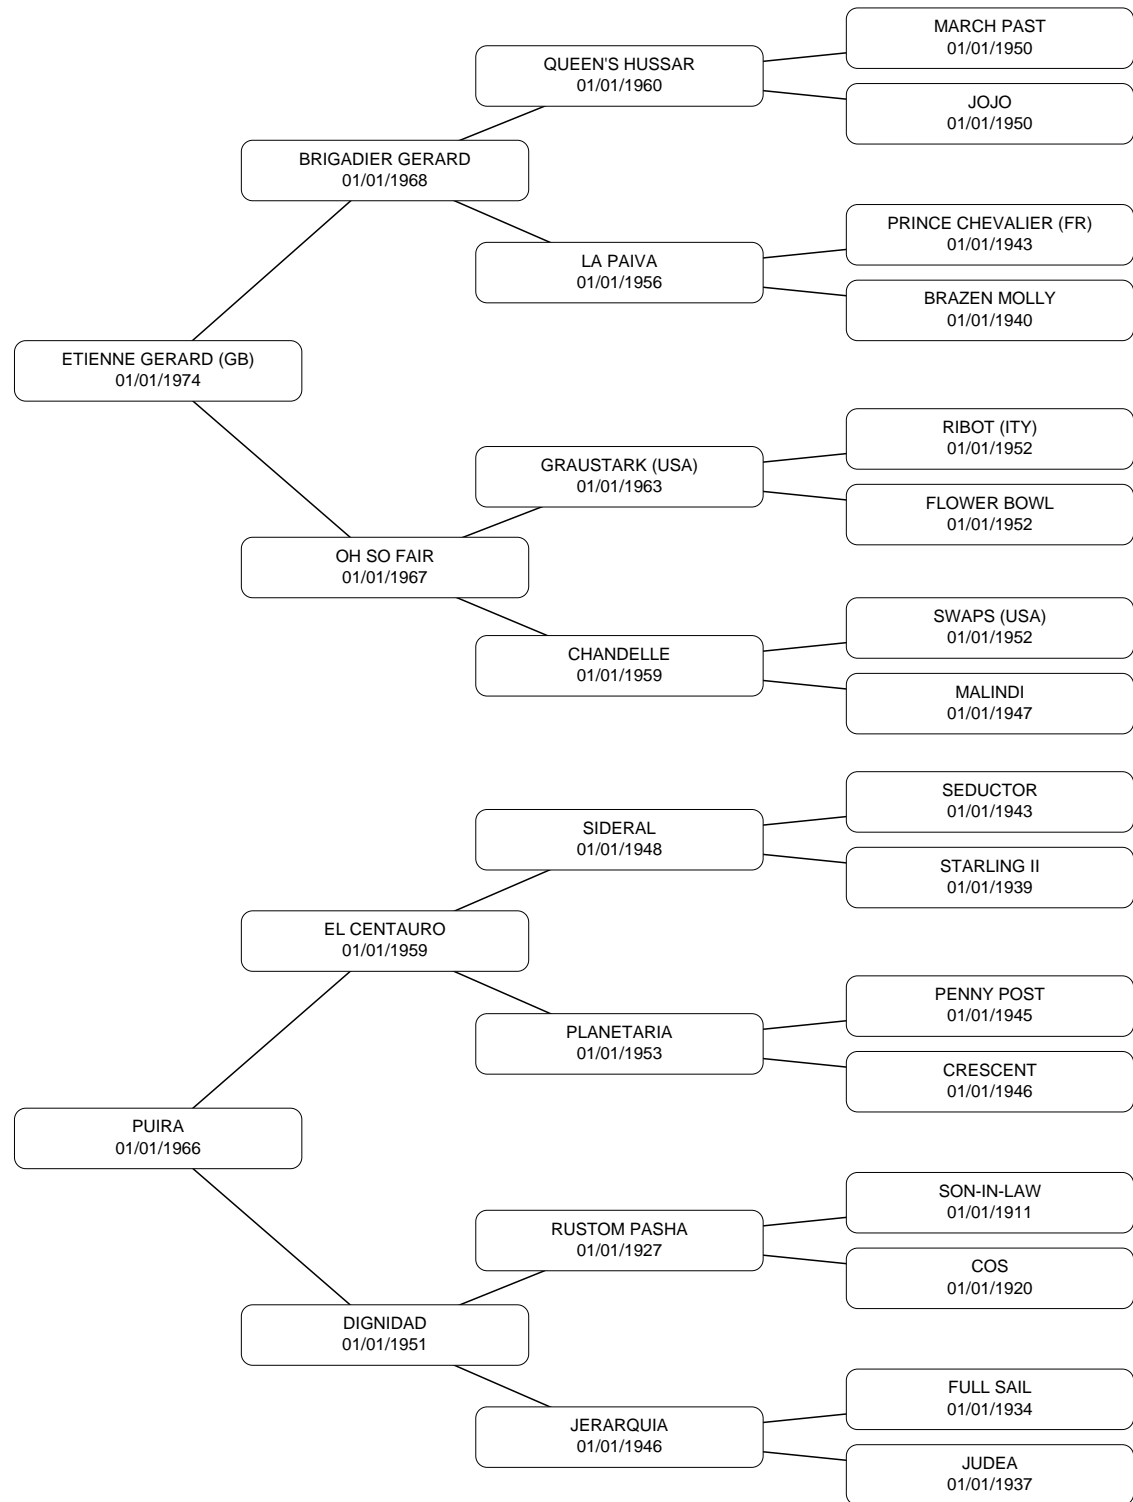 MARCH PAST
01/01/1950
QUEEN'S HUSSAR
01/01/1960
JOJO
01/01/1950
BRIGADIER GERARD
01/01/1968
PRINCE CHEVALIER (FR)
01/01/1943
LA PAIVA
01/01/1956
BRAZEN MOLLY
01/01/1940
ETIENNE GERARD (GB)
01/01/1974
RIBOT (ITY)
01/01/1952
GRAUSTARK (USA)
01/01/1963
FLOWER BOWL
01/01/1952
OH SO FAIR
01/01/1967
SWAPS (USA)
01/01/1952
CHANDELLE
01/01/1959
MALINDI
01/01/1947
SEDUCTOR
01/01/1943
SIDERAL
01/01/1948
STARLING II
01/01/1939
EL CENTAURO
01/01/1959
PENNY POST
01/01/1945
PLANETARIA
01/01/1953
CRESCENT
01/01/1946
PUIRA
01/01/1966
SON-IN-LAW
01/01/1911
RUSTOM PASHA
01/01/1927
COS
01/01/1920
DIGNIDAD
01/01/1951
FULL SAIL
01/01/1934
JERARQUIA
01/01/1946
JUDEA
01/01/1937